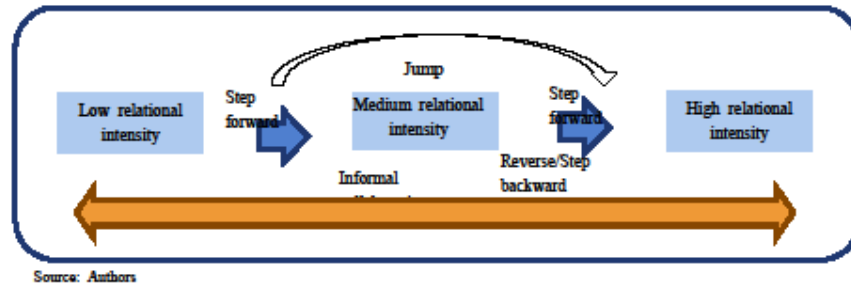 Jump
Step
forward
Step
forward
Low relational
intensity
Medium relational
intensity
High relational
intensity
Reverse/Step
backward
Informal
Source: Authors